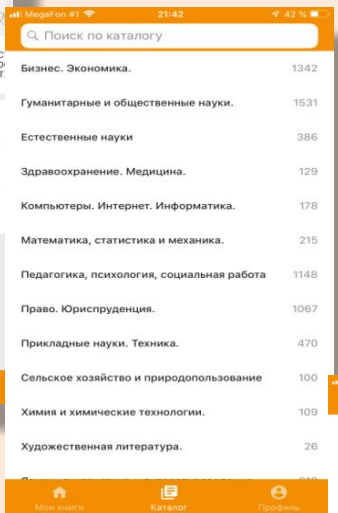 MegaFon #1 21:42 42 %
Поиск по каталогу
Бизнес. Экономика. 1342
Гуманитарные и общественные науки. 1531
Естественные науки 386
Здравоохранение. Медицина. 129
Компьютеры. Интернет. Информатика. 178
Математика, статистика и механика. 215
Педагогика, психология, социальная работа 1148
Право. Юриспруденция. 1067
Прикладные науки. Техника. 470
Сельское хозяйство и природопользование 100
Химия и химические технологии. 109
Художественная литература. 26
Мои книги Каталог Профиль